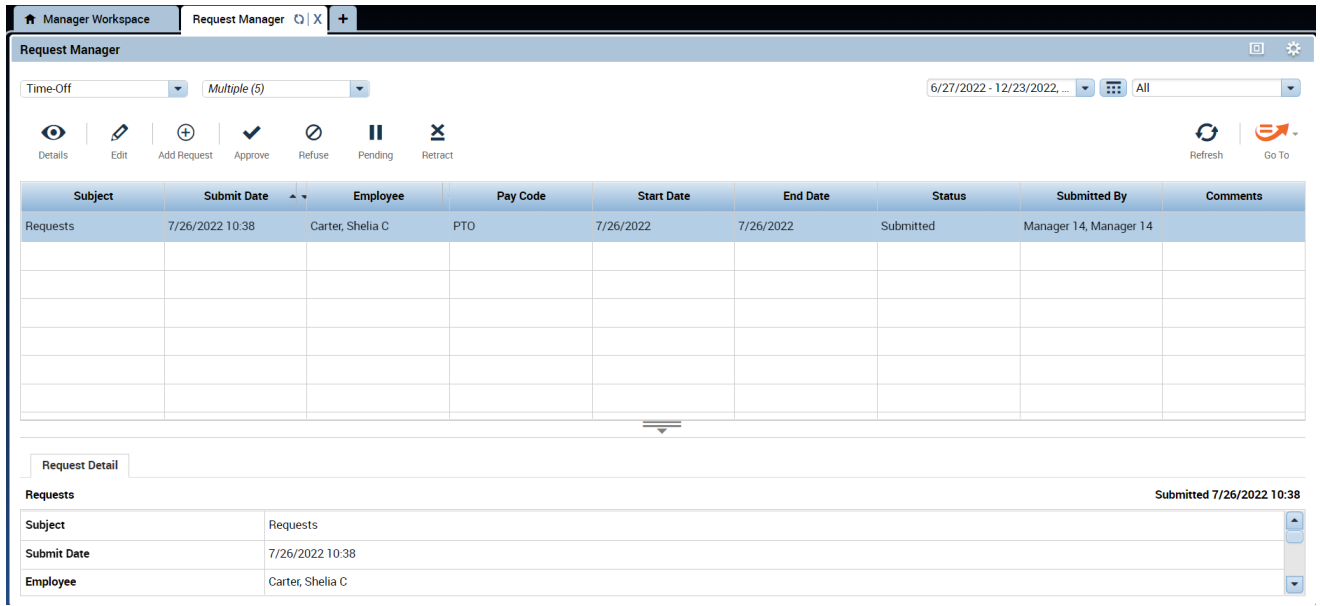 Manager Workspace Request Manager X +
Request Manager
Time-Off Multiple (5) 6/27/2022 - 12/23/2022, ... All
Details Edit Add Request Approve Refuse Pending Retract Refresh Go To
Subject Submit Date Employee Pay Code Start Date End Date Status Submitted By Comments
Requests 7/26/2022 10:38 Carter, Shelia C PTO 7/26/2022 7/26/2022 Submitted Manager 14, Manager 14
Request Detail
Requests Submitted 7/26/2022 10:38
Subject Requests
Submit Date 7/26/2022 10:38
Employee Carter, Shelia C